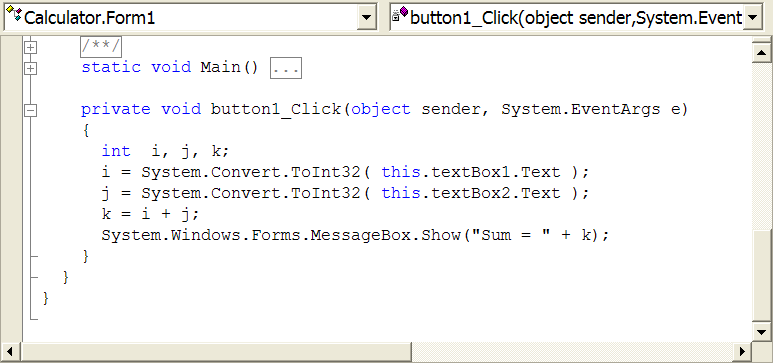 Calculator.Form1
button1_Click(object sender,System.Event
/**/
static void Main() ...
private void button1_Click(object sender, System.EventArgs e)
{
int  i, j, k;
i = System.Convert.ToInt32( this.textBox1.Text );
j = System.Convert.ToInt32( this.textBox2.Text );
k = i + j;
System.Windows.Forms.MessageBox.Show("Sum = " + k);
}
}
}